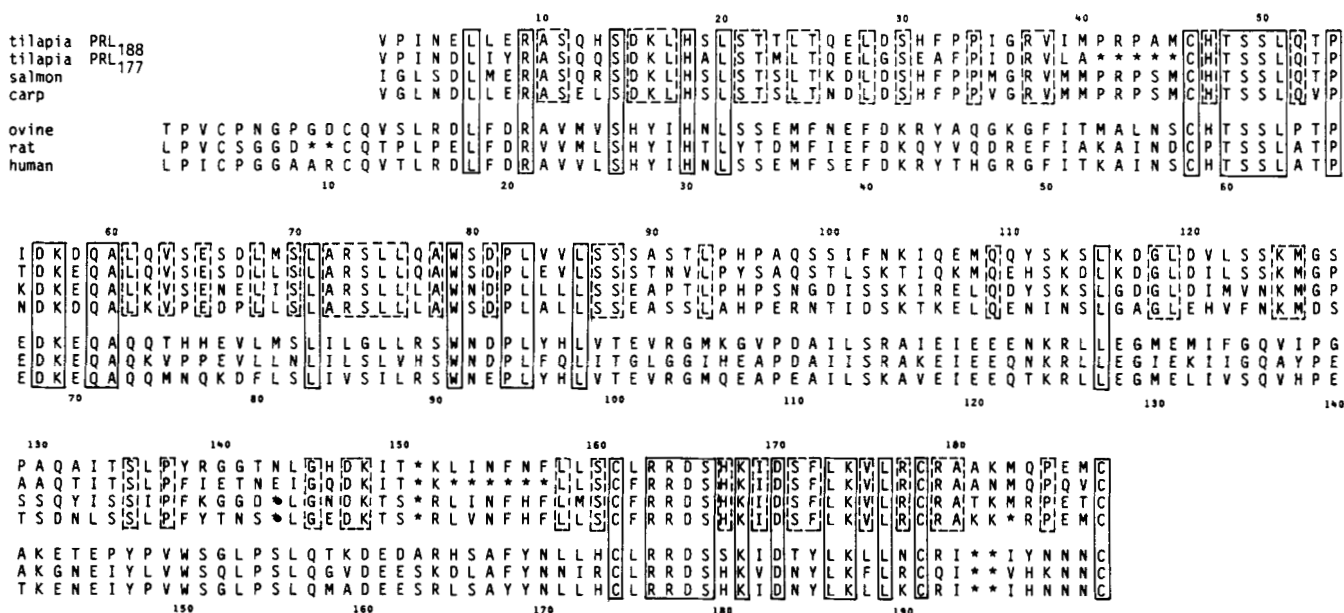 10 20 30 40 50
tilapia PRL188 V P I N E L L E R A S Q H S D K L H S L S T T L T Q E L D S H F P P I G R V I M P R P A M C H T S S L Q T P
tilapia PRL177 V P I N D L I Y R A S Q Q S D K L H A L S T M L T Q E L G S E A F P I D R V L A * * * * * C H T S S L Q T P
salmon I G L S D L M E R A S Q R S D K L H S L S T S L T K D L D S H F P P M G R V M M P R P S M C H T S S L Q T P
carp V G L N D L L E R A S E L S D K L H S L S T S L T N D L D S H F P P V G R V M M P R P S M C H T S S L Q V P
ovine T P V C P N G P G D C Q V S L R D L F D R A V M V S H Y I H N L S S E M F N E F D K R Y A Q G K G F I T M A L N S C H T S S L P T P
rat L P V C S G G D * * C Q T P L P E L F D R V V M L S H Y I H N L S S E M F I E F D K Q Y V Q D R E F I A K A I N D C P T S S L A T P
human L P I C P G G A A R C Q V T L R D L F D R A V V L S H Y I H N L S S E M F S E F D K R Y T H G R G F I T K A I N S C H T S S L A T P
10 20 30 40 50 60
60 70 80 90 100 110 120
I D K E Q A L Q V S E S D L M S L A R S L L Q A W S D P L V V L S S S A S T L P H P A Q S S I F N K I Q E M Q Q Y S K S L K D G L D V L S S K M G S
T D K E Q A L Q V S E S D L L S L A R S L L Q A W S D P L E V L S S S T N V L P Y S A Q S T L S K T I Q K M Q E H S K D L K D G L D I L S S K M G P
K D K E Q A L K V S E N E L I S L A R S L L L A W N D P L L L L S S E A P T L P H P S N G D I S S K I R E L Q D Y S K S L G D G L D I M V N K M G S
N D K D Q A L K V P E D P L L S L A R S L L L A W N D P L A L L S S E A S S L A H P E R N T I D S K T K E L Q E N I N S L G A G L E H V F N K M D S
E D K E Q A Q Q T H H E V L M S L I L G L L R S W N D P L Y H L V T E V R G M K G V P D A I L S R A I E I E E E N K R L L E G M E M I F G Q V I P G
E D K E Q A Q K V P P E V L L N L I L S L V H S W N D P L F Q L I T G L G G I H E A P D A I I S R A K E I E E Q N K R L L E G I E K I I G Q A Y P E
E D K E Q A Q Q M N Q K D F L S L I V S I L R S W N E P L Y H L V T E V R G M Q E A P E A I L S K A V E I E E Q T K R L L E G M E L I V S Q V H P E
70 80 90 100 110 120 130 140
130 140 150 160 170 180
P A Q A I T S L P Y R G G T N L G H D K I T * K L I N F N F L L S C L R R D S H K I D S F L K V L R C R A A K M Q P E M C
A A Q T I T S L P F I E T N E I G Q D K I T * K * * * * * * L L S C F R R D S H K I D S F L K V L R C R A A N M Q P Q V C
S S Q Y I S S I P F K G G D * L G N D K T S * R L I N F H F L M S C F R R D S H K I D S F L K V L R C R A T K M R P E T C
T S D N L S S L P F Y T N S * L G E D K T S * R L V N F H F L L S C F R R D S H K I D S F L K V L R C R A K K * R P E M C
A K E T E P Y P V W S G L P S L Q T K D E D A R H S A F Y N L L H C L R R D S S K I D T Y L K L L N C R I * * I Y N N N C
A K G N E I Y L V W S Q L P S L Q G V D E E S K D L A F Y N N I R C L R R D S H K V D N Y L K F L R C Q I * * V H K N N C
T K E N E I Y P V W S G L P S L Q M A D E E S R L S A Y Y N L L H C L R R D S H K I D N Y L K L L K C R I * * I H N N N C
150 160 170 180 190